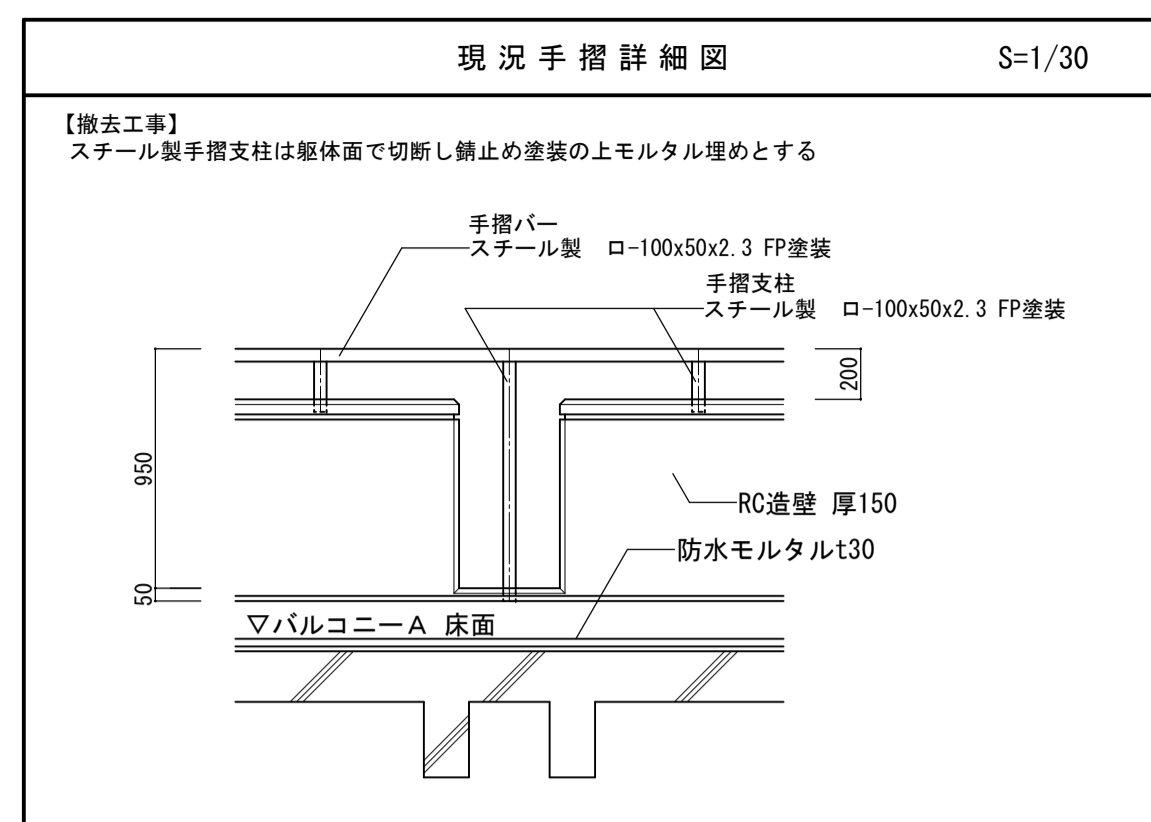 現況手摺詳細図 S=1/30
【撤去工事】
スチール製手摺支柱は躯体面で切断し錆止め塗装の上モルタル埋めとする
手摺バー
スチール製 ロ-100x50x2.3 FP塗装
手摺支柱
スチール製 ロ-100x50x2.3 FP塗装
200
950
RC造壁 厚150
防水モルタルt30
50
▽バルコニーA 床面